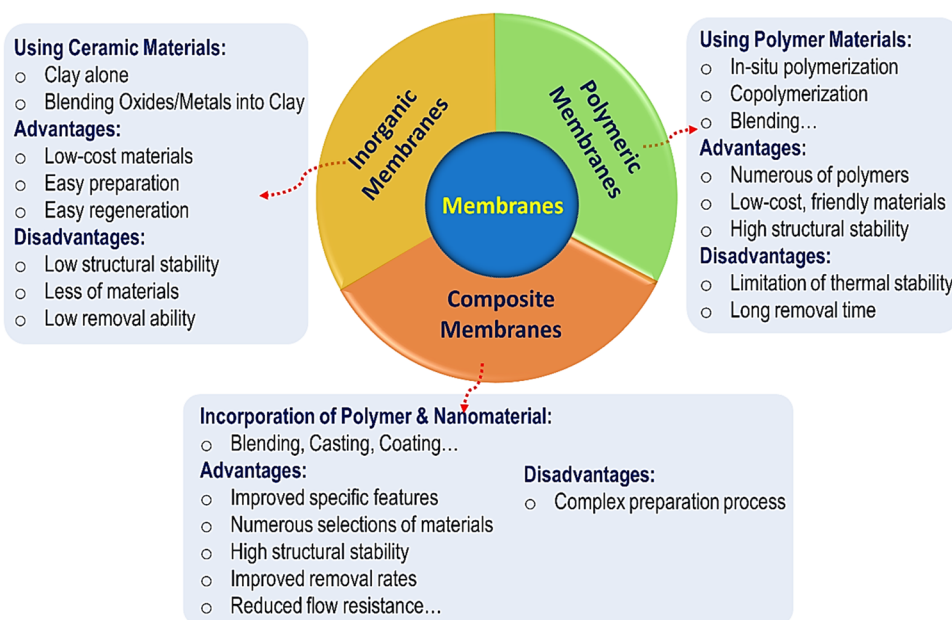 Using Ceramic Materials:
○ Clay alone
○ Blending Oxides/Metals into Clay
Advantages:
○ Low-cost materials
○ Easy preparation
○ Easy regeneration
Disadvantages:
○ Low structural stability
○ Less of materials
○ Low removal ability
Inorganic
Membranes
Polymeric
Membranes
Membranes
Composite
Membranes
Using Polymer Materials:
○ In-situ polymerization
○ Copolymerization
○ Blending…
Advantages:
○ Numerous of polymers
○ Low-cost, friendly materials
○ High structural stability
Disadvantages:
○ Limitation of thermal stability
○ Long removal time
Incorporation of Polymer & Nanomaterial:
○ Blending, Casting, Coating…
Advantages:
○ Improved specific features
○ Numerous selections of materials
○ High structural stability
○ Improved removal rates
○ Reduced flow resistance…
Disadvantages:
○ Complex preparation process